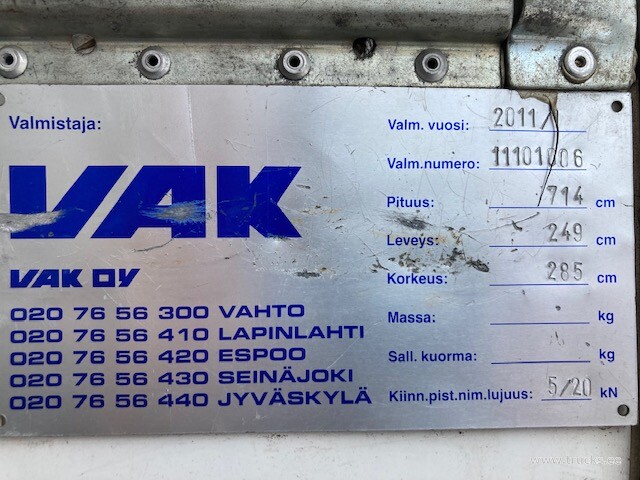 Valmistaja:
VAK
VAK OY
020 76 56 300 VAHTO
020 76 56 410 LAPINLAHTI
020 76 56 420 ESPOO
020 76 56 430 SEINÄJOKI
020 76 56 440 JYVÄSKYLÄ
Valm. vuosi: 2011/1
Valm.numero: 11101006
Pituus: 714 cm
Leveys: 249 cm
Korkeus: 285 cm
Massa: kg
Sall. kuorma: kg
Kiinn.pist.nim.lujuus: 5/20 kN